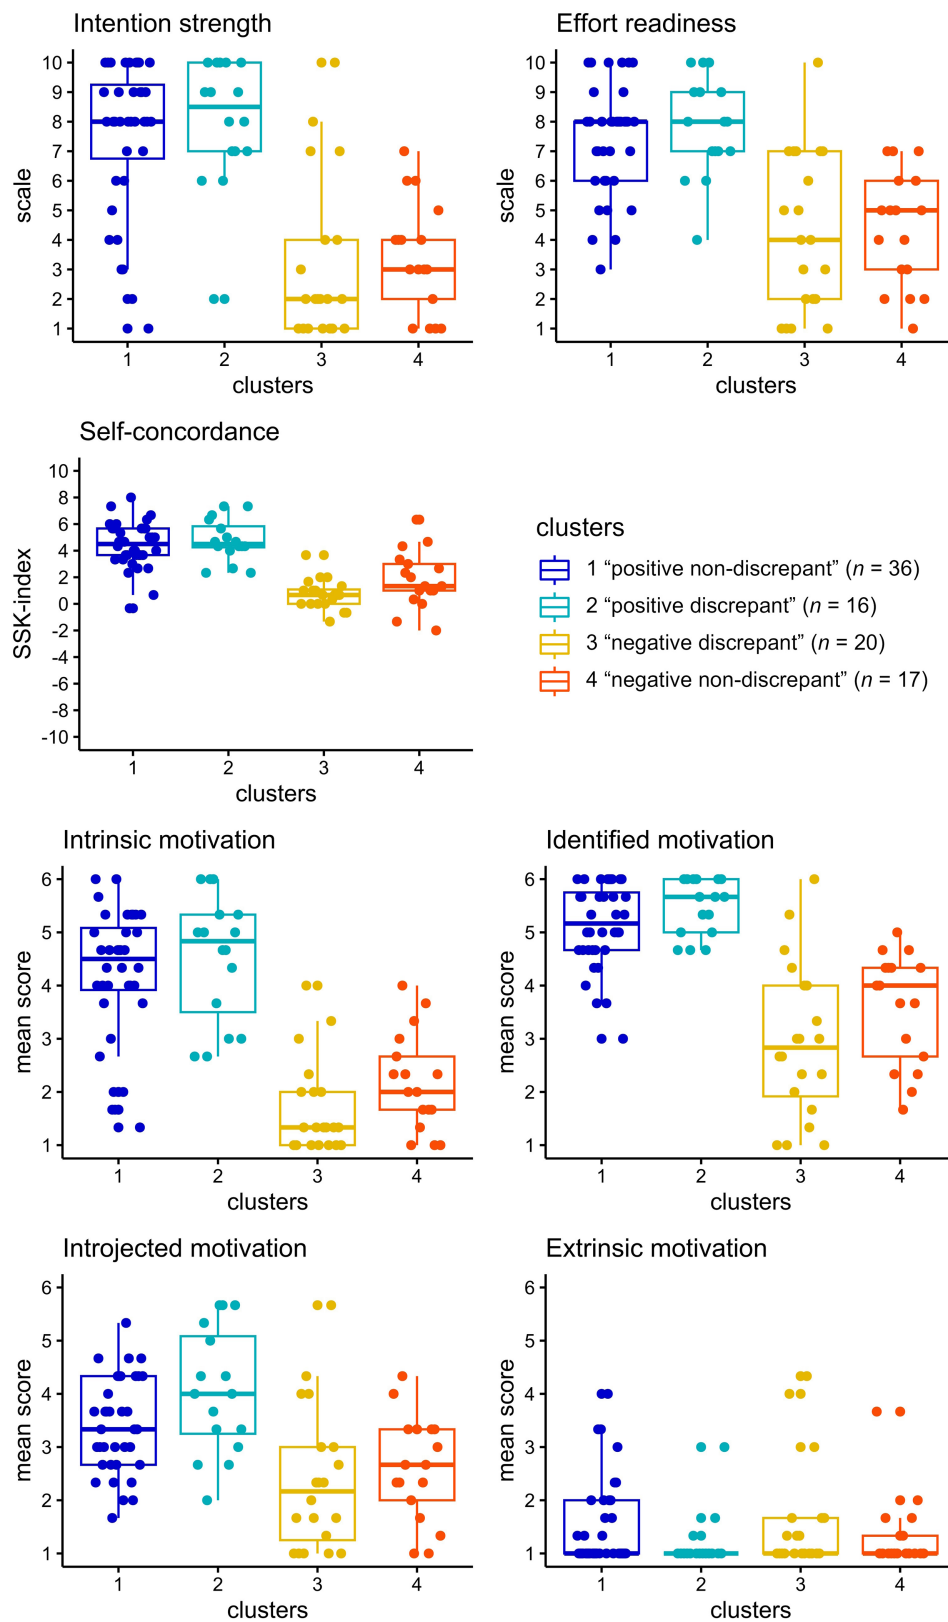 Intention strength
Effort readiness
scale
10
9
8
7
6
5
4
3
2
1
1 2 3 4
clusters
scale
10
9
8
7
6
5
4
3
2
1
1 2 3 4
clusters
Self-concordance
SSK-index
10
8
6
4
2
0
-2
-4
-6
-8
-10
1 2 3 4
clusters
clusters
1 “positive non-discrepant” (n = 36)
2 “positive discrepant” (n = 16)
3 “negative discrepant” (n = 20)
4 “negative non-discrepant” (n = 17)
Intrinsic motivation
Identified motivation
mean score
6
5
4
3
2
1
1 2 3 4
clusters
mean score
6
5
4
3
2
1
1 2 3 4
clusters
Introjected motivation
Extrinsic motivation
mean score
6
5
4
3
2
1
1 2 3 4
clusters
mean score
6
5
4
3
2
1
1 2 3 4
clusters